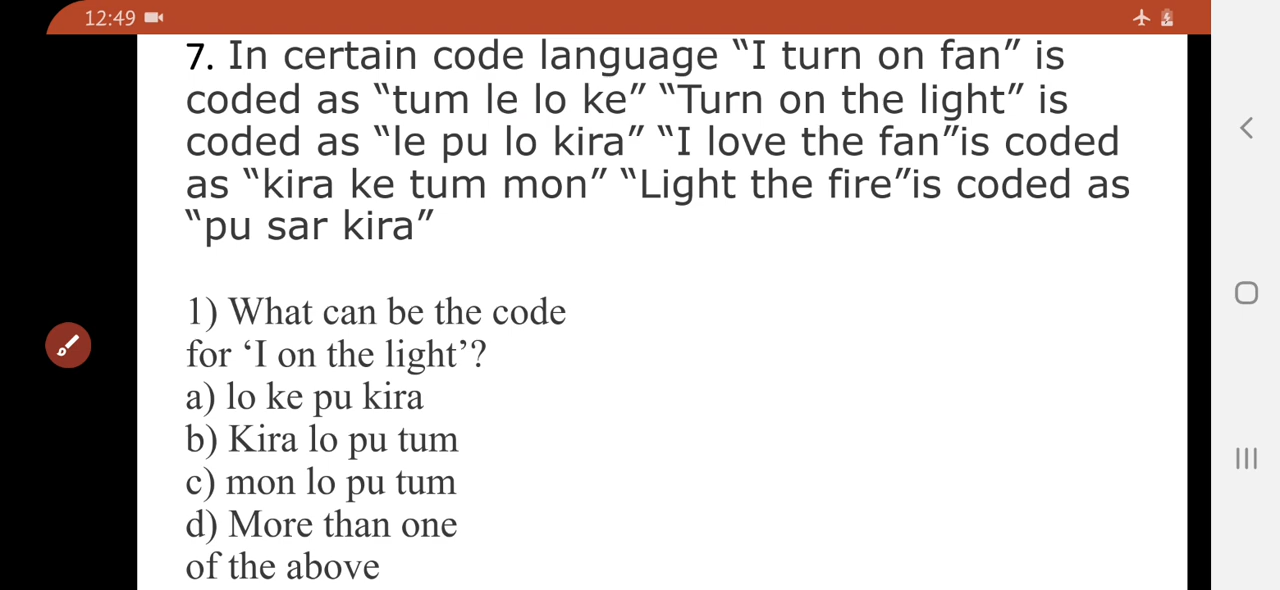 12:49
7. In certain code language “I turn on fan” is
coded as “tum le lo ke” “Turn on the light” is
coded as “le pu lo kira” “I love the fan”is coded
as “kira ke tum mon” “Light the fire”is coded as
“pu sar kira”
1) What can be the code
for ‘I on the light’?
a) lo ke pu kira
b) Kira lo pu tum
c) mon lo pu tum
d) More than one
of the above